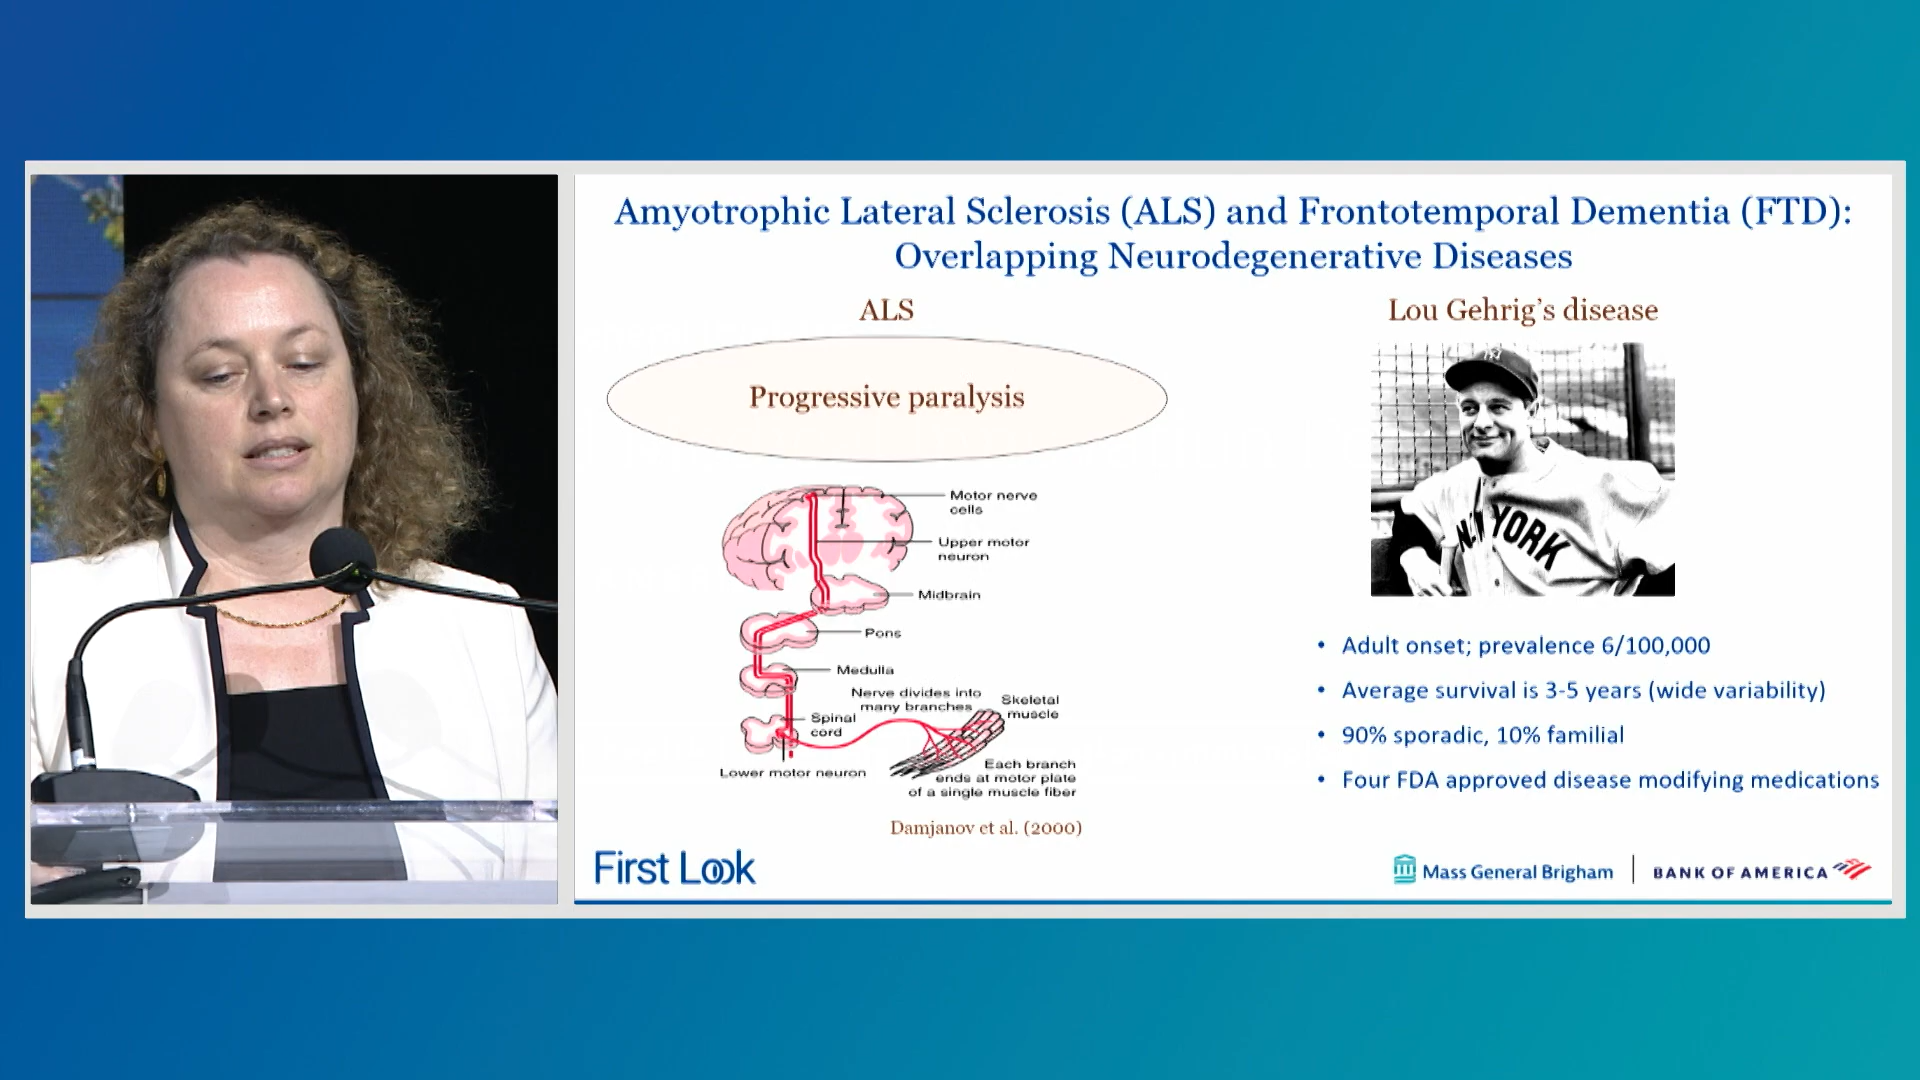 Amyotrophic Lateral Sclerosis (ALS) and Frontotemporal Dementia (FTD):
Overlapping Neurodegenerative Diseases
ALS
Progressive paralysis
Motor nerve
cells
Upper motor
neuron
Midbrain
Pons
Medulla
Nerve divides into
many branches
Skeletal
muscle
Spinal
cord
Lower motor neuron
Each branch
ends at motor plate
of a single muscle fiber
Damjanov et al. (2000)
Lou Gehrig's disease
NY
N. YORK
• Adult onset; prevalence 6/100,000
• Average survival is 3-5 years (wide variability)
• 90% sporadic, 10% familial
• Four FDA approved disease modifying medications
First Look
Mass General Brigham
BANK OF AMERICA